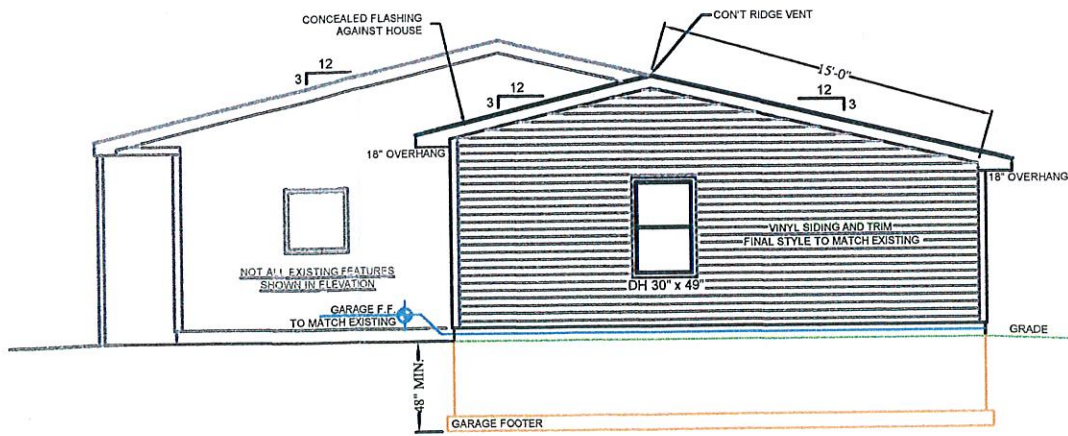 CONCEALED FLASHING
AGAINST HOUSE
CON'T RIDGE VENT
15'-0"
12
3
12
3
12
3
18" OVERHANG
18" OVERHANG
VINYL SIDING AND TRIM
FINAL STYLE TO MATCH EXISTING
NOT ALL EXISTING FEATURES
SHOWN IN ELEVATION
DH 30" x 49"
GARAGE F.F.
TO MATCH EXISTING
GRADE
48" MIN.
GARAGE FOOTER